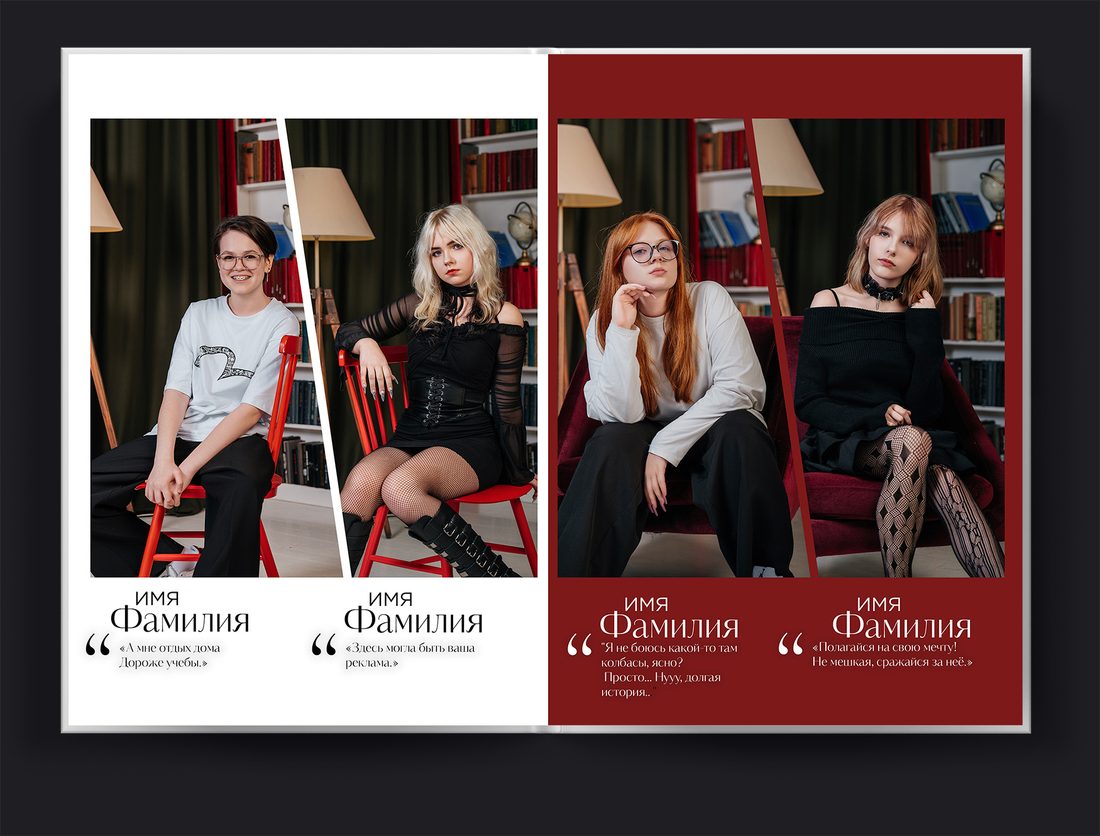 ИМЯ
Фамилия
“ «А мне отдых дома
Дороже учебы.»
ИМЯ
Фамилия
“ «Здесь могла быть ваша
реклама.»
ИМЯ
Фамилия
“ "Я не боюсь какой-то там
колбасы, ясно?
Просто... Нууу, долгая
история.."
ИМЯ
Фамилия
“ «Полагайся на свою мечту!
Не мешкая, сражайся за неё.»